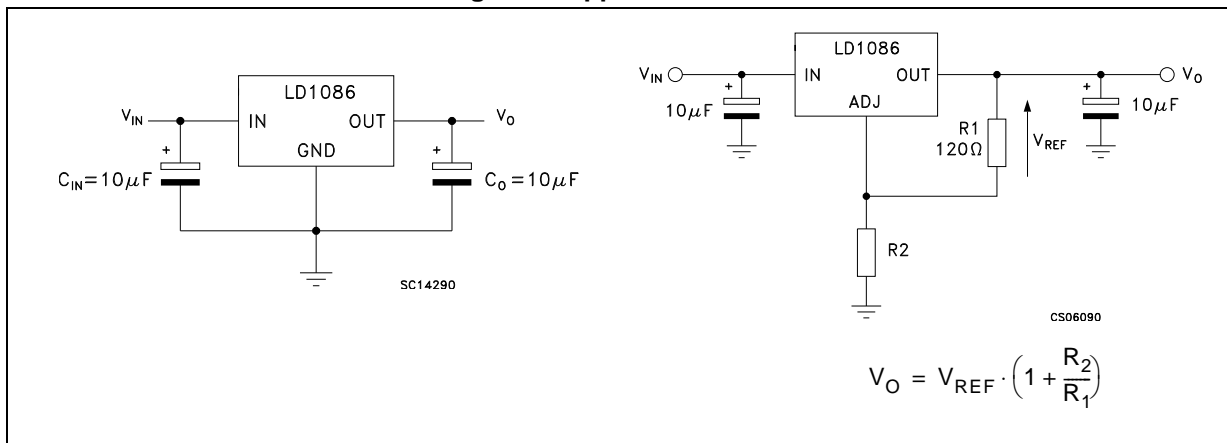 LD1086
V_IN
IN
OUT
V_O
GND
+
+
C_IN=10μF
C_O=10μF
SC14290
LD1086
V_IN
IN
OUT
V_O
ADJ
+
10μF
+
10μF
R1
120Ω
V_REF
R2
CS06090
V_O = V_REF · (1 + R_2/R_1)